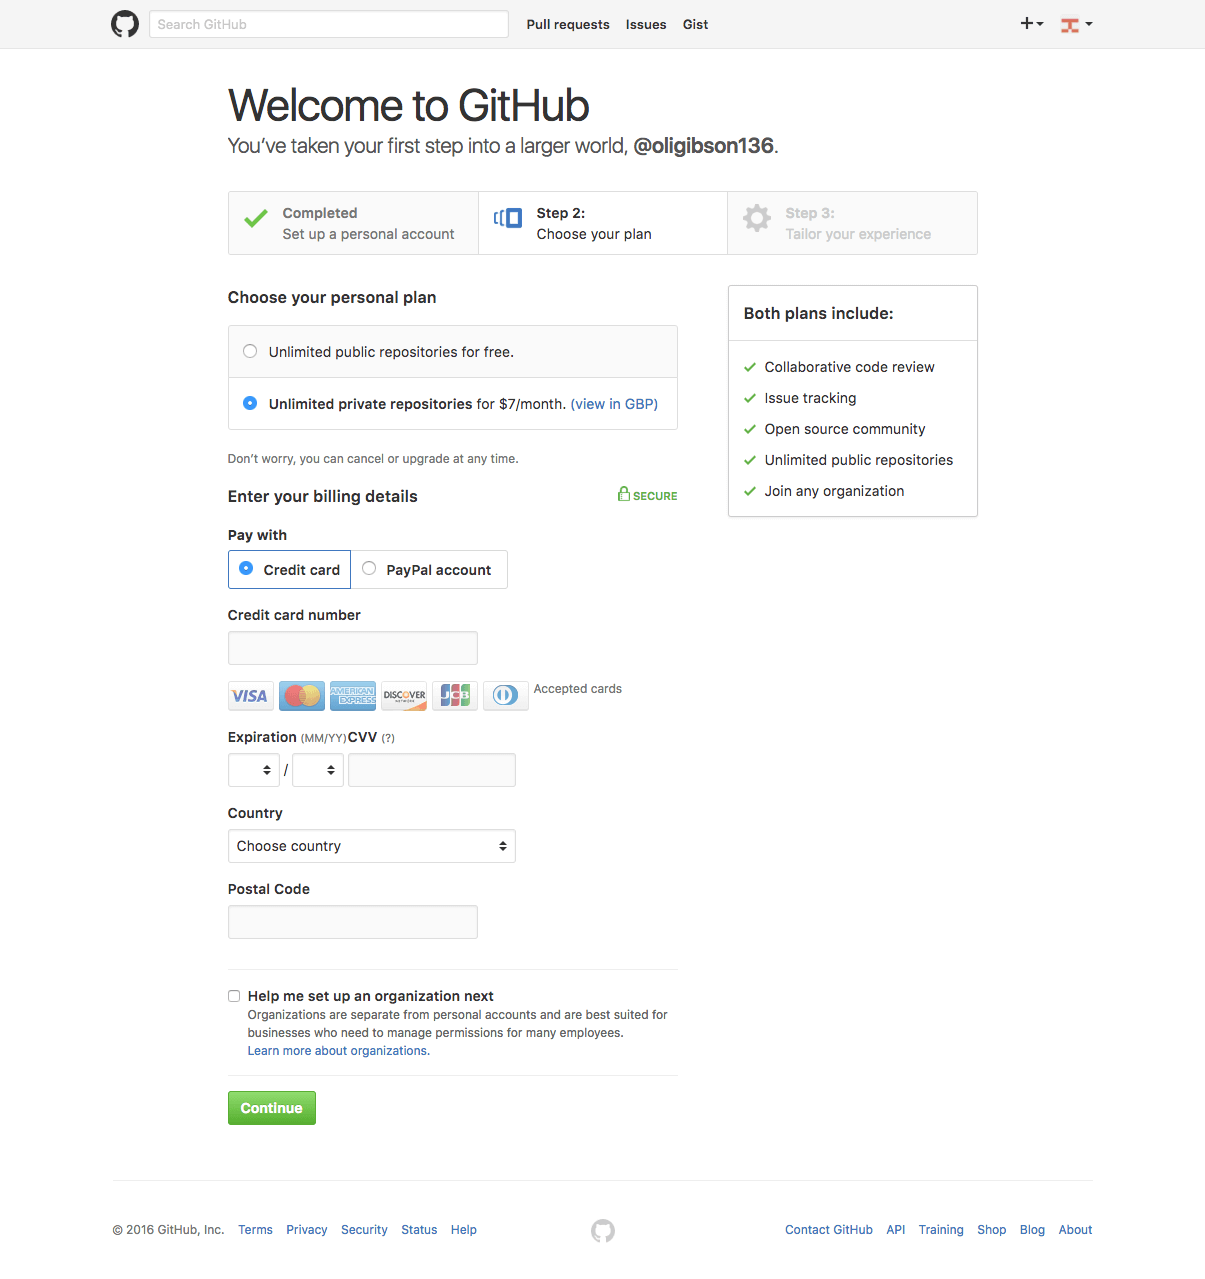 Search GitHub
Pull requests
Issues
Gist
Welcome to GitHub
You’ve taken your first step into a larger world, @oligibson136.
Completed
Set up a personal account
Step 2:
Choose your plan
Step 3:
Tailor your experience
Choose your personal plan
Unlimited public repositories for free.
Unlimited private repositories for $7/month. (view in GBP)
Don’t worry, you can cancel or upgrade at any time.
Both plans include:
Collaborative code review
Issue tracking
Open source community
Unlimited public repositories
Join any organization
Enter your billing details
SECURE
Pay with
Credit card
PayPal account
Credit card number
VISA
AMERICAN EXPRESS
DISCOVER
NETWORK
JCB
Accepted cards
Expiration (MM/YY)
CVV (?)
/
Country
Choose country
Postal Code
Help me set up an organization next
Organizations are separate from personal accounts and are best suited for
businesses who need to manage permissions for many employees.
Learn more about organizations.
Continue
© 2016 GitHub, Inc.
Terms
Privacy
Security
Status
Help
Contact GitHub
API
Training
Shop
Blog
About